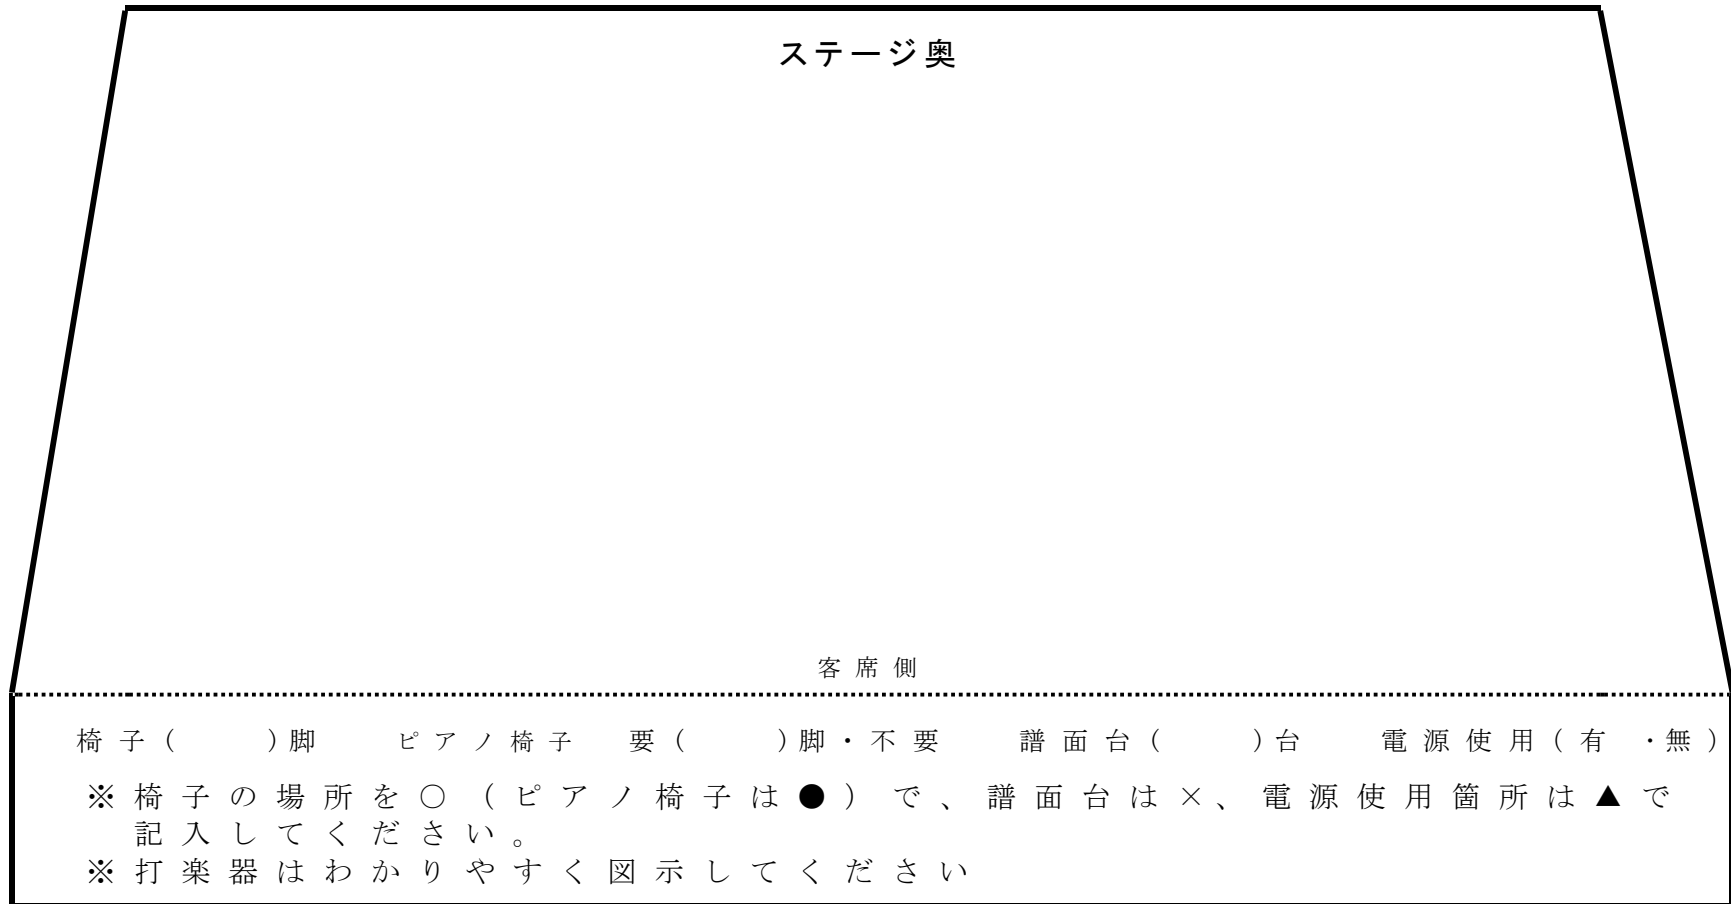 ステージ奥
客席側
椅子(　　)脚　　ピアノ椅子　要(　　)脚・不要　　譜面台(　　)台　　電源使用(有　・無)
※椅子の場所を○（ピアノ椅子は●）で、譜面台は×、電源使用箇所は▲で
記入してください。
※打楽器はわかりやすく図示してください